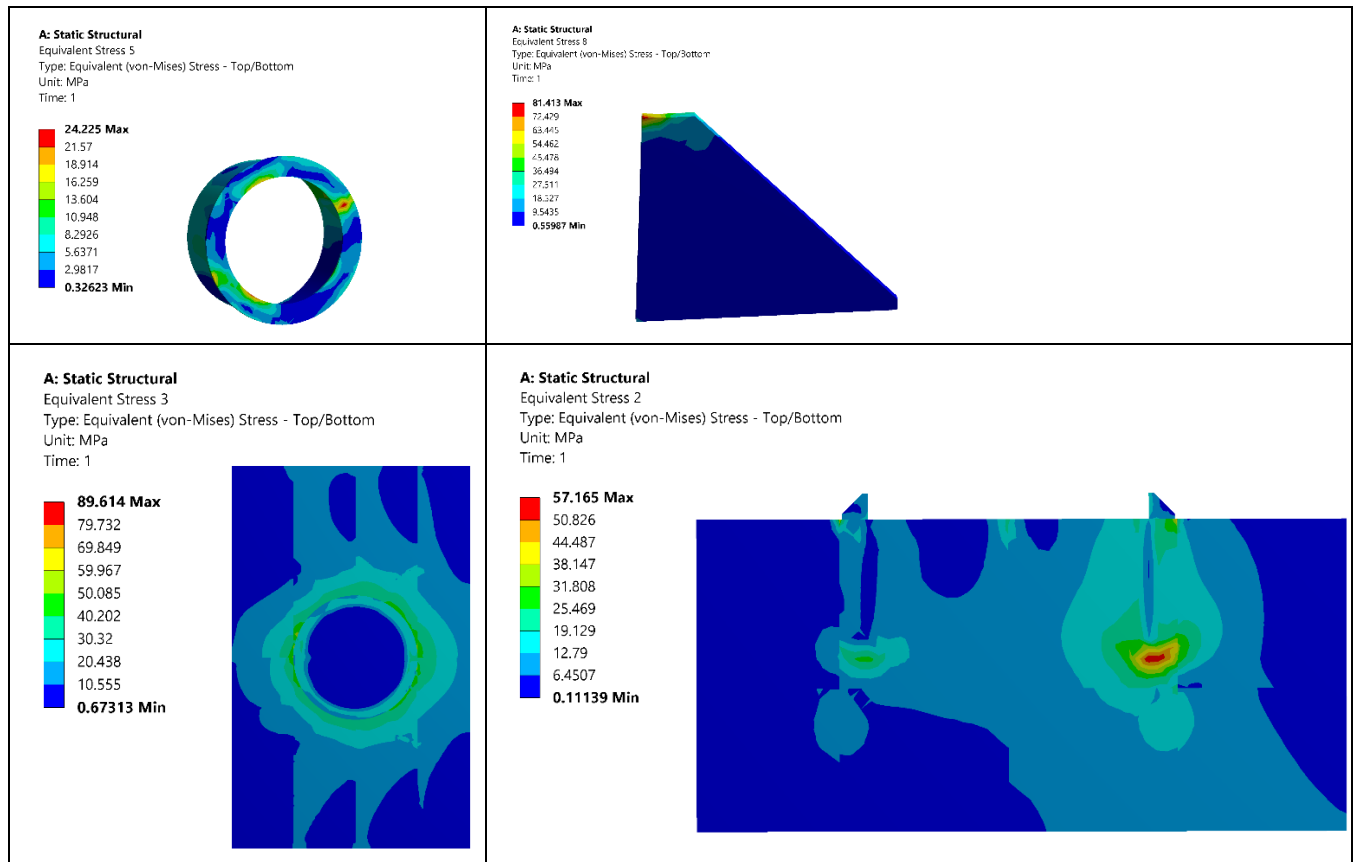 A: Static Structural
Equivalent Stress 5
Type: Equivalent (von-Mises) Stress - Top/Bottom
Unit: MPa
Time: 1
24.225 Max
21.57
18.914
16.259
13.604
10.948
8.2926
5.6371
2.9817
0.32623 Min
A: Static Structural
Equivalent Stress 8
Type: Equivalent (von-Mises) Stress - Top/Bottom
Unit: MPa
Time: 1
81.413 Max
72.429
63.445
54.462
45.478
36.494
27.511
18.527
9.5435
0.55987 Min
A: Static Structural
Equivalent Stress 3
Type: Equivalent (von-Mises) Stress - Top/Bottom
Unit: MPa
Time: 1
89.614 Max
79.732
69.849
59.967
50.085
40.202
30.32
20.438
10.555
0.67313 Min
A: Static Structural
Equivalent Stress 2
Type: Equivalent (von-Mises) Stress - Top/Bottom
Unit: MPa
Time: 1
57.165 Max
50.826
44.487
38.147
31.808
25.469
19.129
12.79
6.4507
0.11139 Min